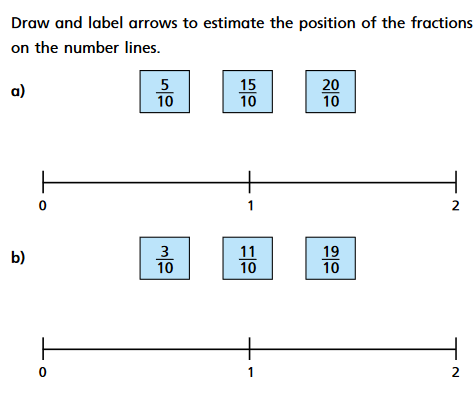 Draw and label arrows to estimate the position of the fractions
on the number lines.
a) 5/10 15/10 20/10
0 1 2
b) 3/10 11/10 19/10
0 1 2